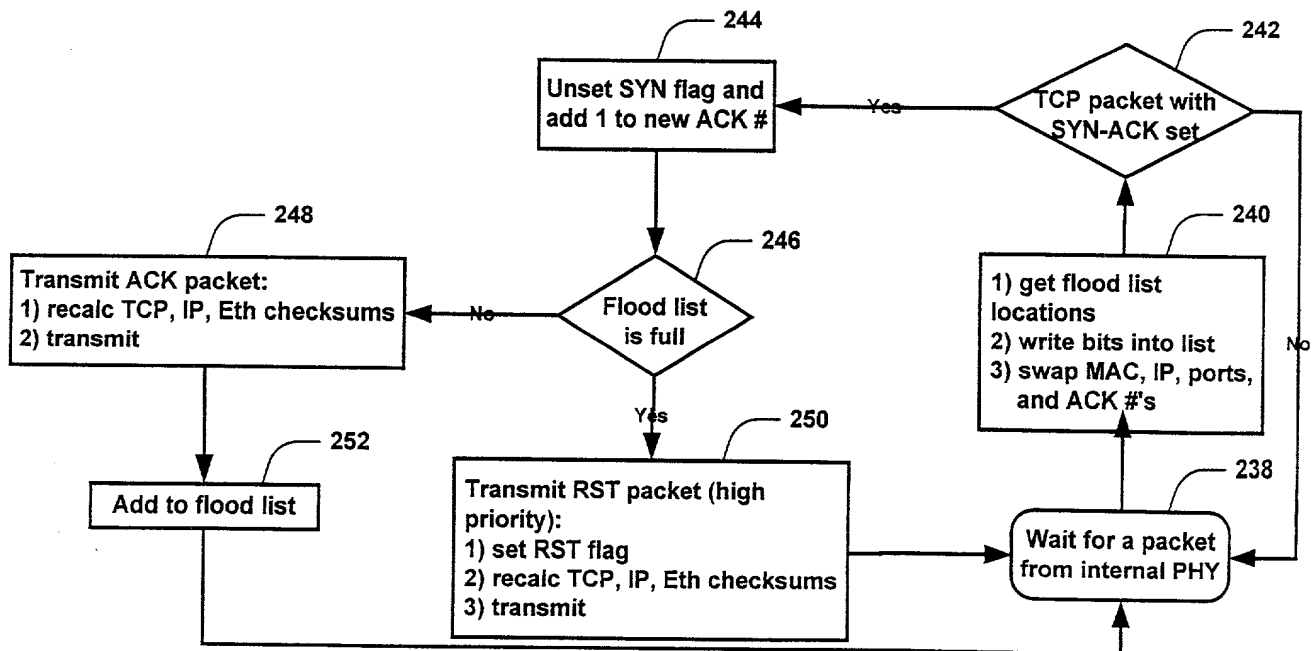 244
242
Unset SYN flag and
add 1 to new ACK #
Yes
TCP packet with
SYN-ACK set
248
246
240
Transmit ACK packet:
1) recalc TCP, IP, Eth checksums
2) transmit
No
Flood list
is full
1) get flood list
locations
2) write bits into list
3) swap MAC, IP, ports,
and ACK #'s
No
Yes
252
250
238
Add to flood list
Transmit RST packet (high
priority):
1) set RST flag
2) recalc TCP, IP, Eth checksums
3) transmit
Wait for a packet
from internal PHY